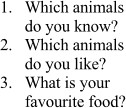 1. Which animals
do you know?
2. Which animals
do you like?
3. What is your
favourite food?